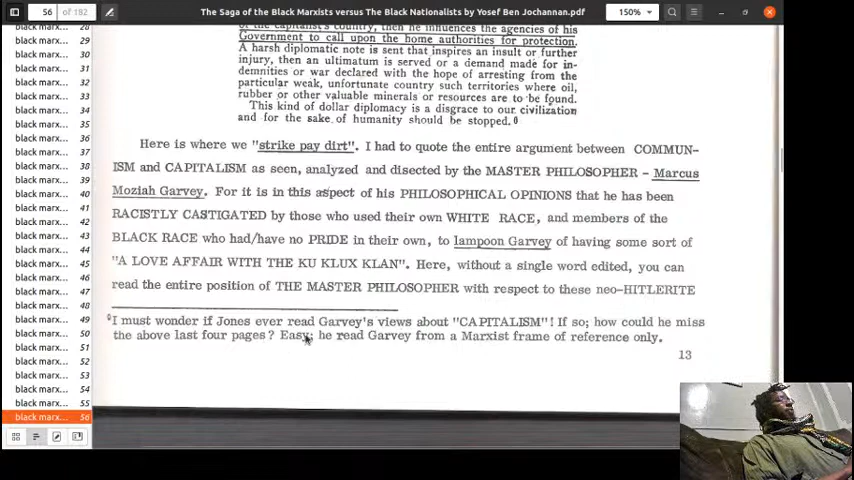 56 of 182
The Saga of the Black Marxists versus The Black Nationalists by Yosef Ben Jochannan.pdf
150%
28
black marx... 29
black marx... 30
black marx... 31
black marx... 32
black marx... 33
black marx... 34
black marx... 35
black marx... 36
black marx... 37
black marx... 38
black marx... 39
black marx... 40
black marx... 41
black marx... 42
black marx... 43
black marx... 44
black marx... 45
black marx... 46
black marx... 47
black marx... 48
black marx... 49
black marx... 50
black marx... 51
black marx... 52
black marx... 53
black marx... 54
black marx... 55
black marx... 56
of the capitalist's country, then he influences the agencies of his
Government to call upon the home authorities for protection.
A harsh diplomatic note is sent that inspires an insult or further
injury, then an ultimatum is served or a demand made for in-
demnities or war declared with the hope of arresting from the
particular weak, unfortunate country such territories where oil,
rubber or other valuable minerals or resources are to be found.
This kind of dollar diplomacy is a disgrace to our civilization
and for the sake of humanity should be stopped.
Here is where we "strike pay dirt". I had to quote the entire argument between COMMUN-
ISM and CAPITALISM as seen, analyzed and disected by the MASTER PHILOSOPHER - Marcus
Moziah Garvey. For it is in this aspect of his PHILOSOPHICAL OPINIONS that he has been
RACISTLY CASTIGATED by those who used their own WHITE RACE, and members of the
BLACK RACE who had/have no PRIDE in their own, to lampoon Garvey of having some sort of
"A LOVE AFFAIR WITH THE KU KLUX KLAN". Here, without a single word edited, you can
read the entire position of THE MASTER PHILOSOPHER with respect to these neo-HITLERITE
I must wonder if Jones ever read Garvey's views about "CAPITALISM"! If so; how could he miss
the above last four pages? Easy; he read Garvey from a Marxist frame of reference only.
13